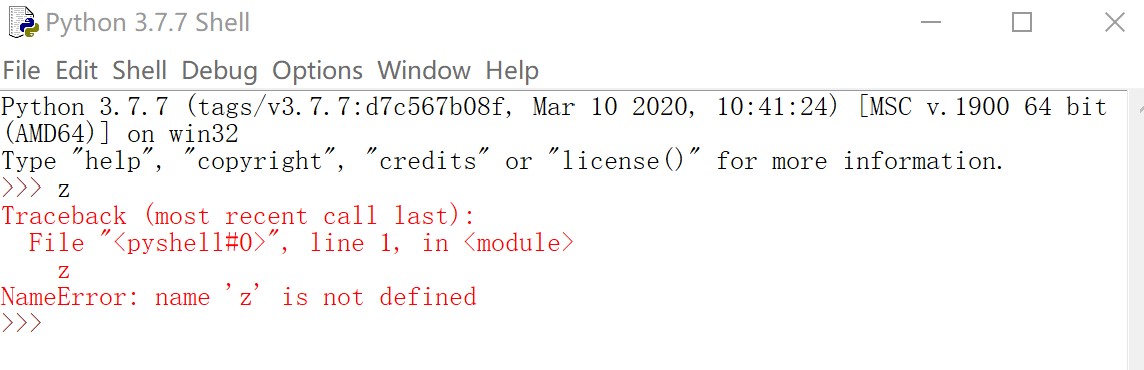 Python 3.7.7 Shell
File Edit Shell Debug Options Window Help
Python 3.7.7 (tags/v3.7.7:d7c567b08f, Mar 10 2020, 10:41:24) [MSC v.1900 64 bit
(AMD64)] on win32
Type "help", "copyright", "credits" or "license()" for more information.
>>> z
Traceback (most recent call last):
  File "<pyshell#0>", line 1, in <module>
    z
NameError: name 'z' is not defined
>>>